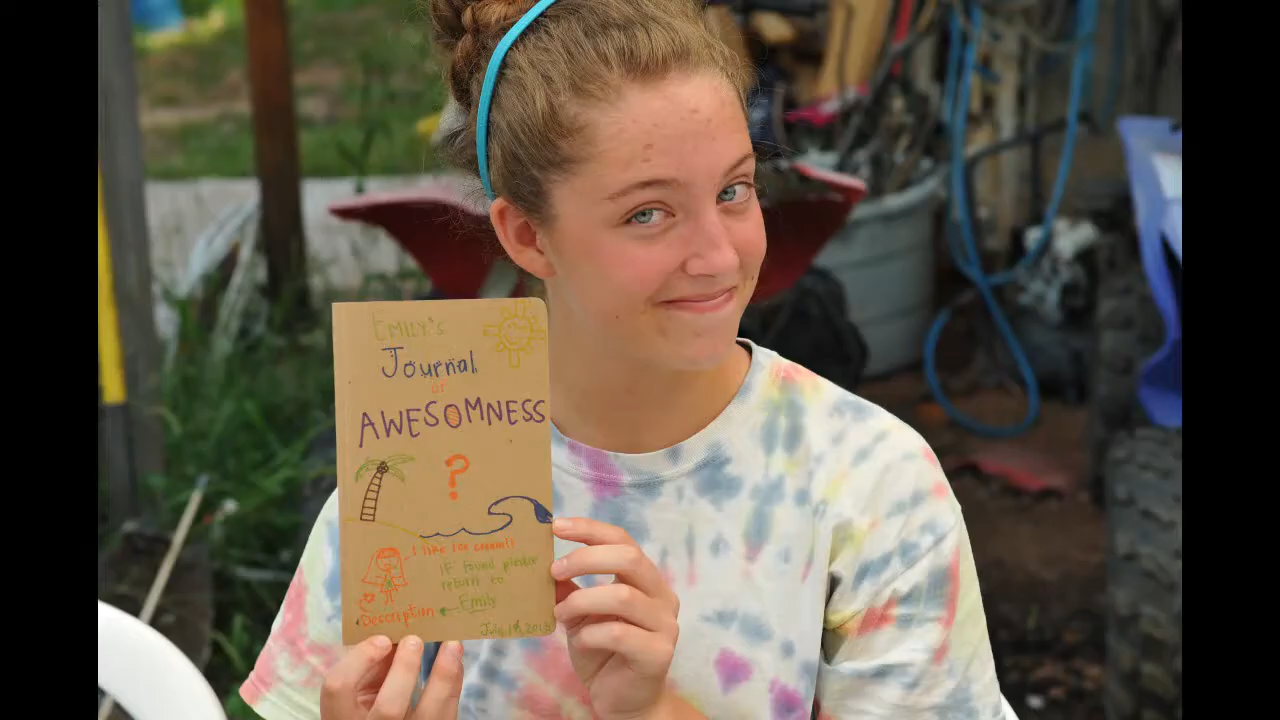 EMILY'S
Journal
of
AWESOMNESS
?
I like ice cream!!
IF found please
return to
Emily
Description